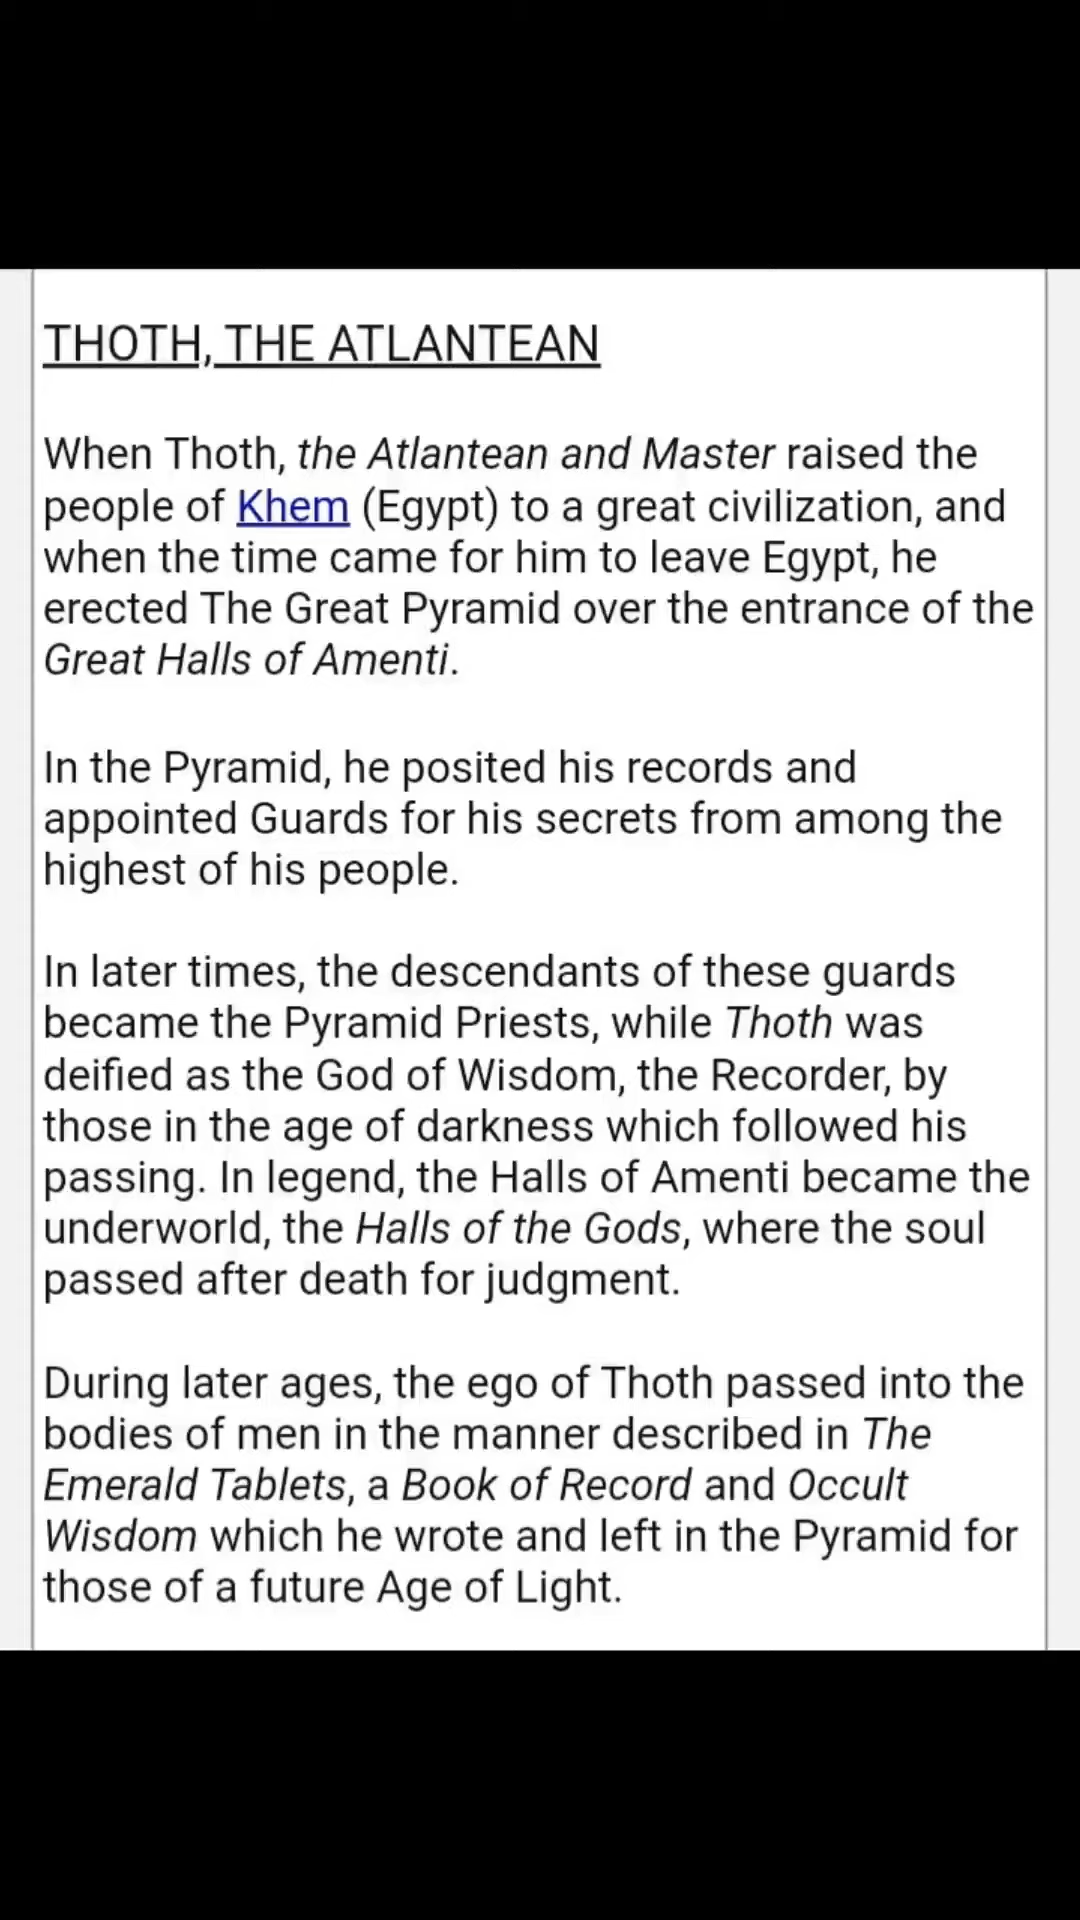 THOTH, THE ATLANTEAN
When Thoth, the Atlantean and Master raised the
people of Khem (Egypt) to a great civilization, and
when the time came for him to leave Egypt, he
erected The Great Pyramid over the entrance of the
Great Halls of Amenti.
In the Pyramid, he posited his records and
appointed Guards for his secrets from among the
highest of his people.
In later times, the descendants of these guards
became the Pyramid Priests, while Thoth was
deified as the God of Wisdom, the Recorder, by
those in the age of darkness which followed his
passing. In legend, the Halls of Amenti became the
underworld, the Halls of the Gods, where the soul
passed after death for judgment.
During later ages, the ego of Thoth passed into the
bodies of men in the manner described in The
Emerald Tablets, a Book of Record and Occult
Wisdom which he wrote and left in the Pyramid for
those of a future Age of Light.